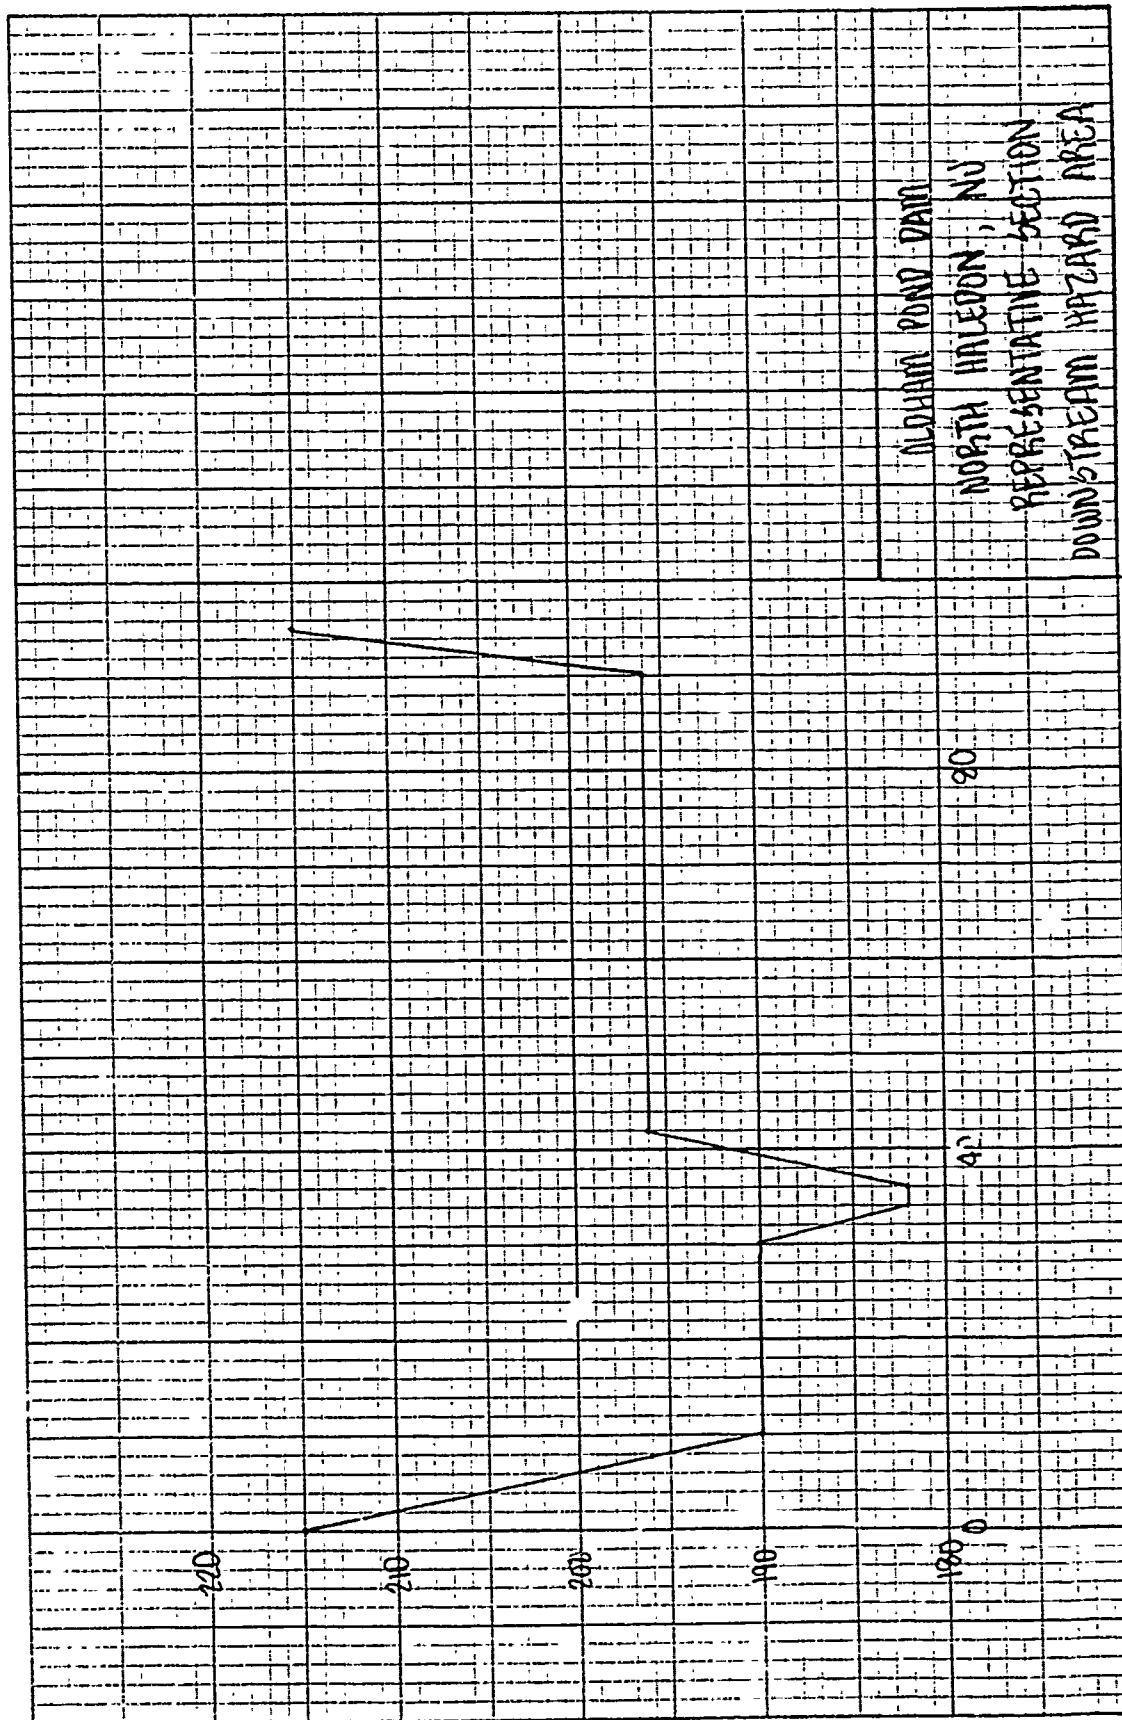 220
210
200
190
180
0
40
80
OLDHAM POND DAM
NORTH HALEDON, NJ
REPRESENTATIVE SECTION
DOWNSTREAM HAZARD AREA